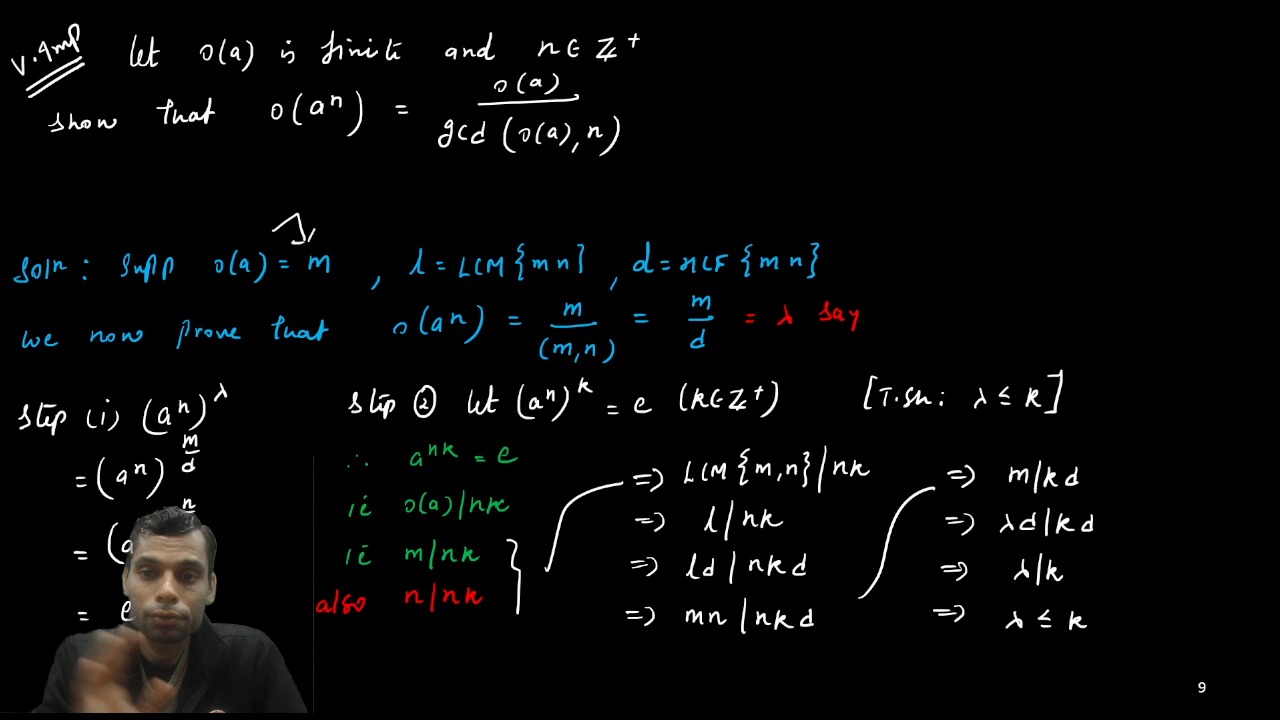 V. Imp Let o(a) is finite and n ∈ Z⁺
show that o(aⁿ) = o(a) / gcd (o(a), n)
Solⁿ : Supp o(a) = m , l = LCM {m n} , d = HCF {m n}
we now prove that o(aⁿ) = m / (m, n) = m / d = λ say
Step (i) (aⁿ)^λ
= (aⁿ)^(m/d)
= (a
= e
Step ② let (aⁿ)^k = e (k ∈ Z⁺) [T.Sh : λ ≤ k]
∴ a^(nk) = e
ie o(a) | nk
ie m | nk
also n | nk
=> LCM {m, n} | nk
=> l | nk
=> ld | nkd
=> mn | nkd
=> m | kd
=> λd | kd
=> λ | k
=> λ ≤ k
9